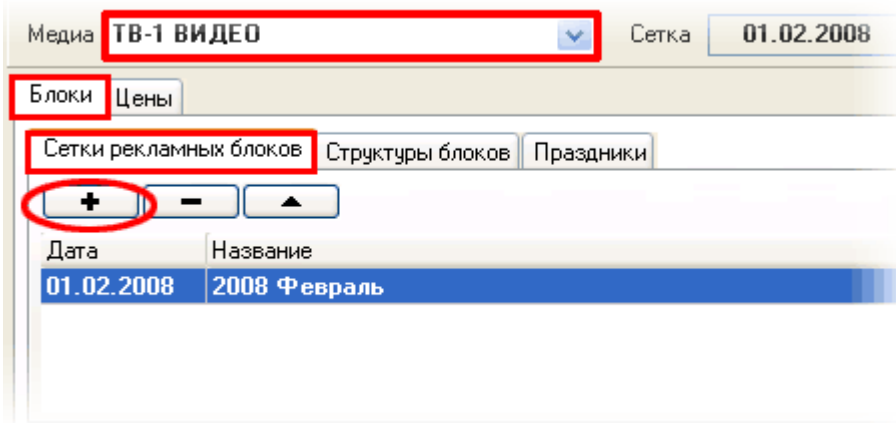 Медиа ТВ-1 ВИДЕО Сетка 01.02.2008
Блоки Цены
Сетки рекламных блоков Структуры блоков Праздники
+ - ▲
Дата Название
01.02.2008 2008 Февраль